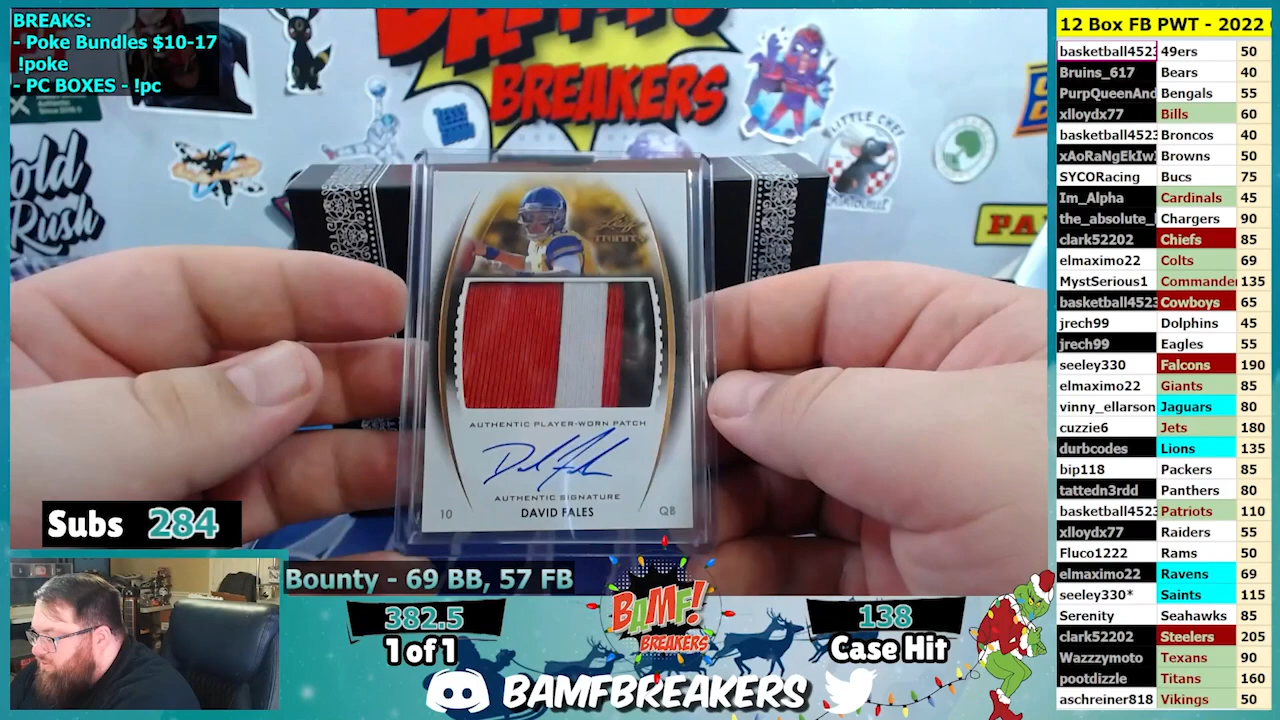 BREAKS:
- Poke Bundles $10-17
!poke
- PC BOXES - !pc
BREAKERS
old
Rush
LITTLE CHEF
RATATOUILLE
PANI
Leaf
TRINITY
AUTHENTIC PLAYER-WORN PATCH
AUTHENTIC SIGNATURE
DAVID FALES
10
QB
Subs 284
Bounty - 69 BB, 57 FB
382.5
1 of 1
BAMF!
BREAKERS
138
Case Hit
BAMFBREAKERS
12 Box FB PWT - 2022
basketball4523 49ers 50
Bruins_617 Bears 40
PurpQueenAnd Bengals 55
xlloydx77 Bills 60
basketball4523 Broncos 40
xAoRaNgEkIw Browns 50
SYCORacing Bucs 75
Im_Alpha Cardinals 45
the_absolute_ Chargers 90
clark52202 Chiefs 85
elmaximo22 Colts 69
MystSerious1 Commander 135
basketball4523 Cowboys 65
jrech99 Dolphins 45
jrech99 Eagles 55
seeley330 Falcons 190
elmaximo22 Giants 85
vinny_ellarson Jaguars 80
cuzzie6 Jets 180
durbcodes Lions 135
bip118 Packers 85
tattedn3rdd Panthers 80
basketball4523 Patriots 110
xlloydx77 Raiders 55
Fluco1222 Rams 50
elmaximo22 Ravens 69
seeley330* Saints 115
Serenity Seahawks 85
clark52202 Steelers 205
Wazzzymoto Texans 90
pootdizzle Titans 160
aschreiner818 Vikings 50